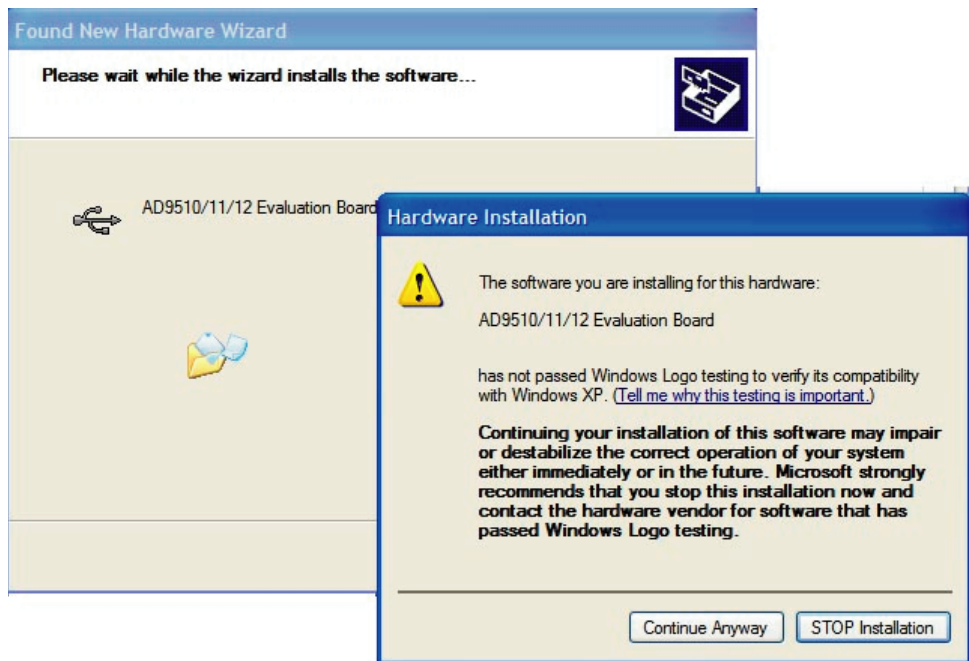 Found New Hardware Wizard
Please wait while the wizard installs the software...
AD9510/11/12 Evaluation Board
Hardware Installation
The software you are installing for this hardware:
AD9510/11/12 Evaluation Board
has not passed Windows Logo testing to verify its compatibility
with Windows XP. (Tell me why this testing is important.)
Continuing your installation of this software may impair
or destabilize the correct operation of your system
either immediately or in the future. Microsoft strongly
recommends that you stop this installation now and
contact the hardware vendor for software that has
passed Windows Logo testing.
Continue Anyway
STOP Installation